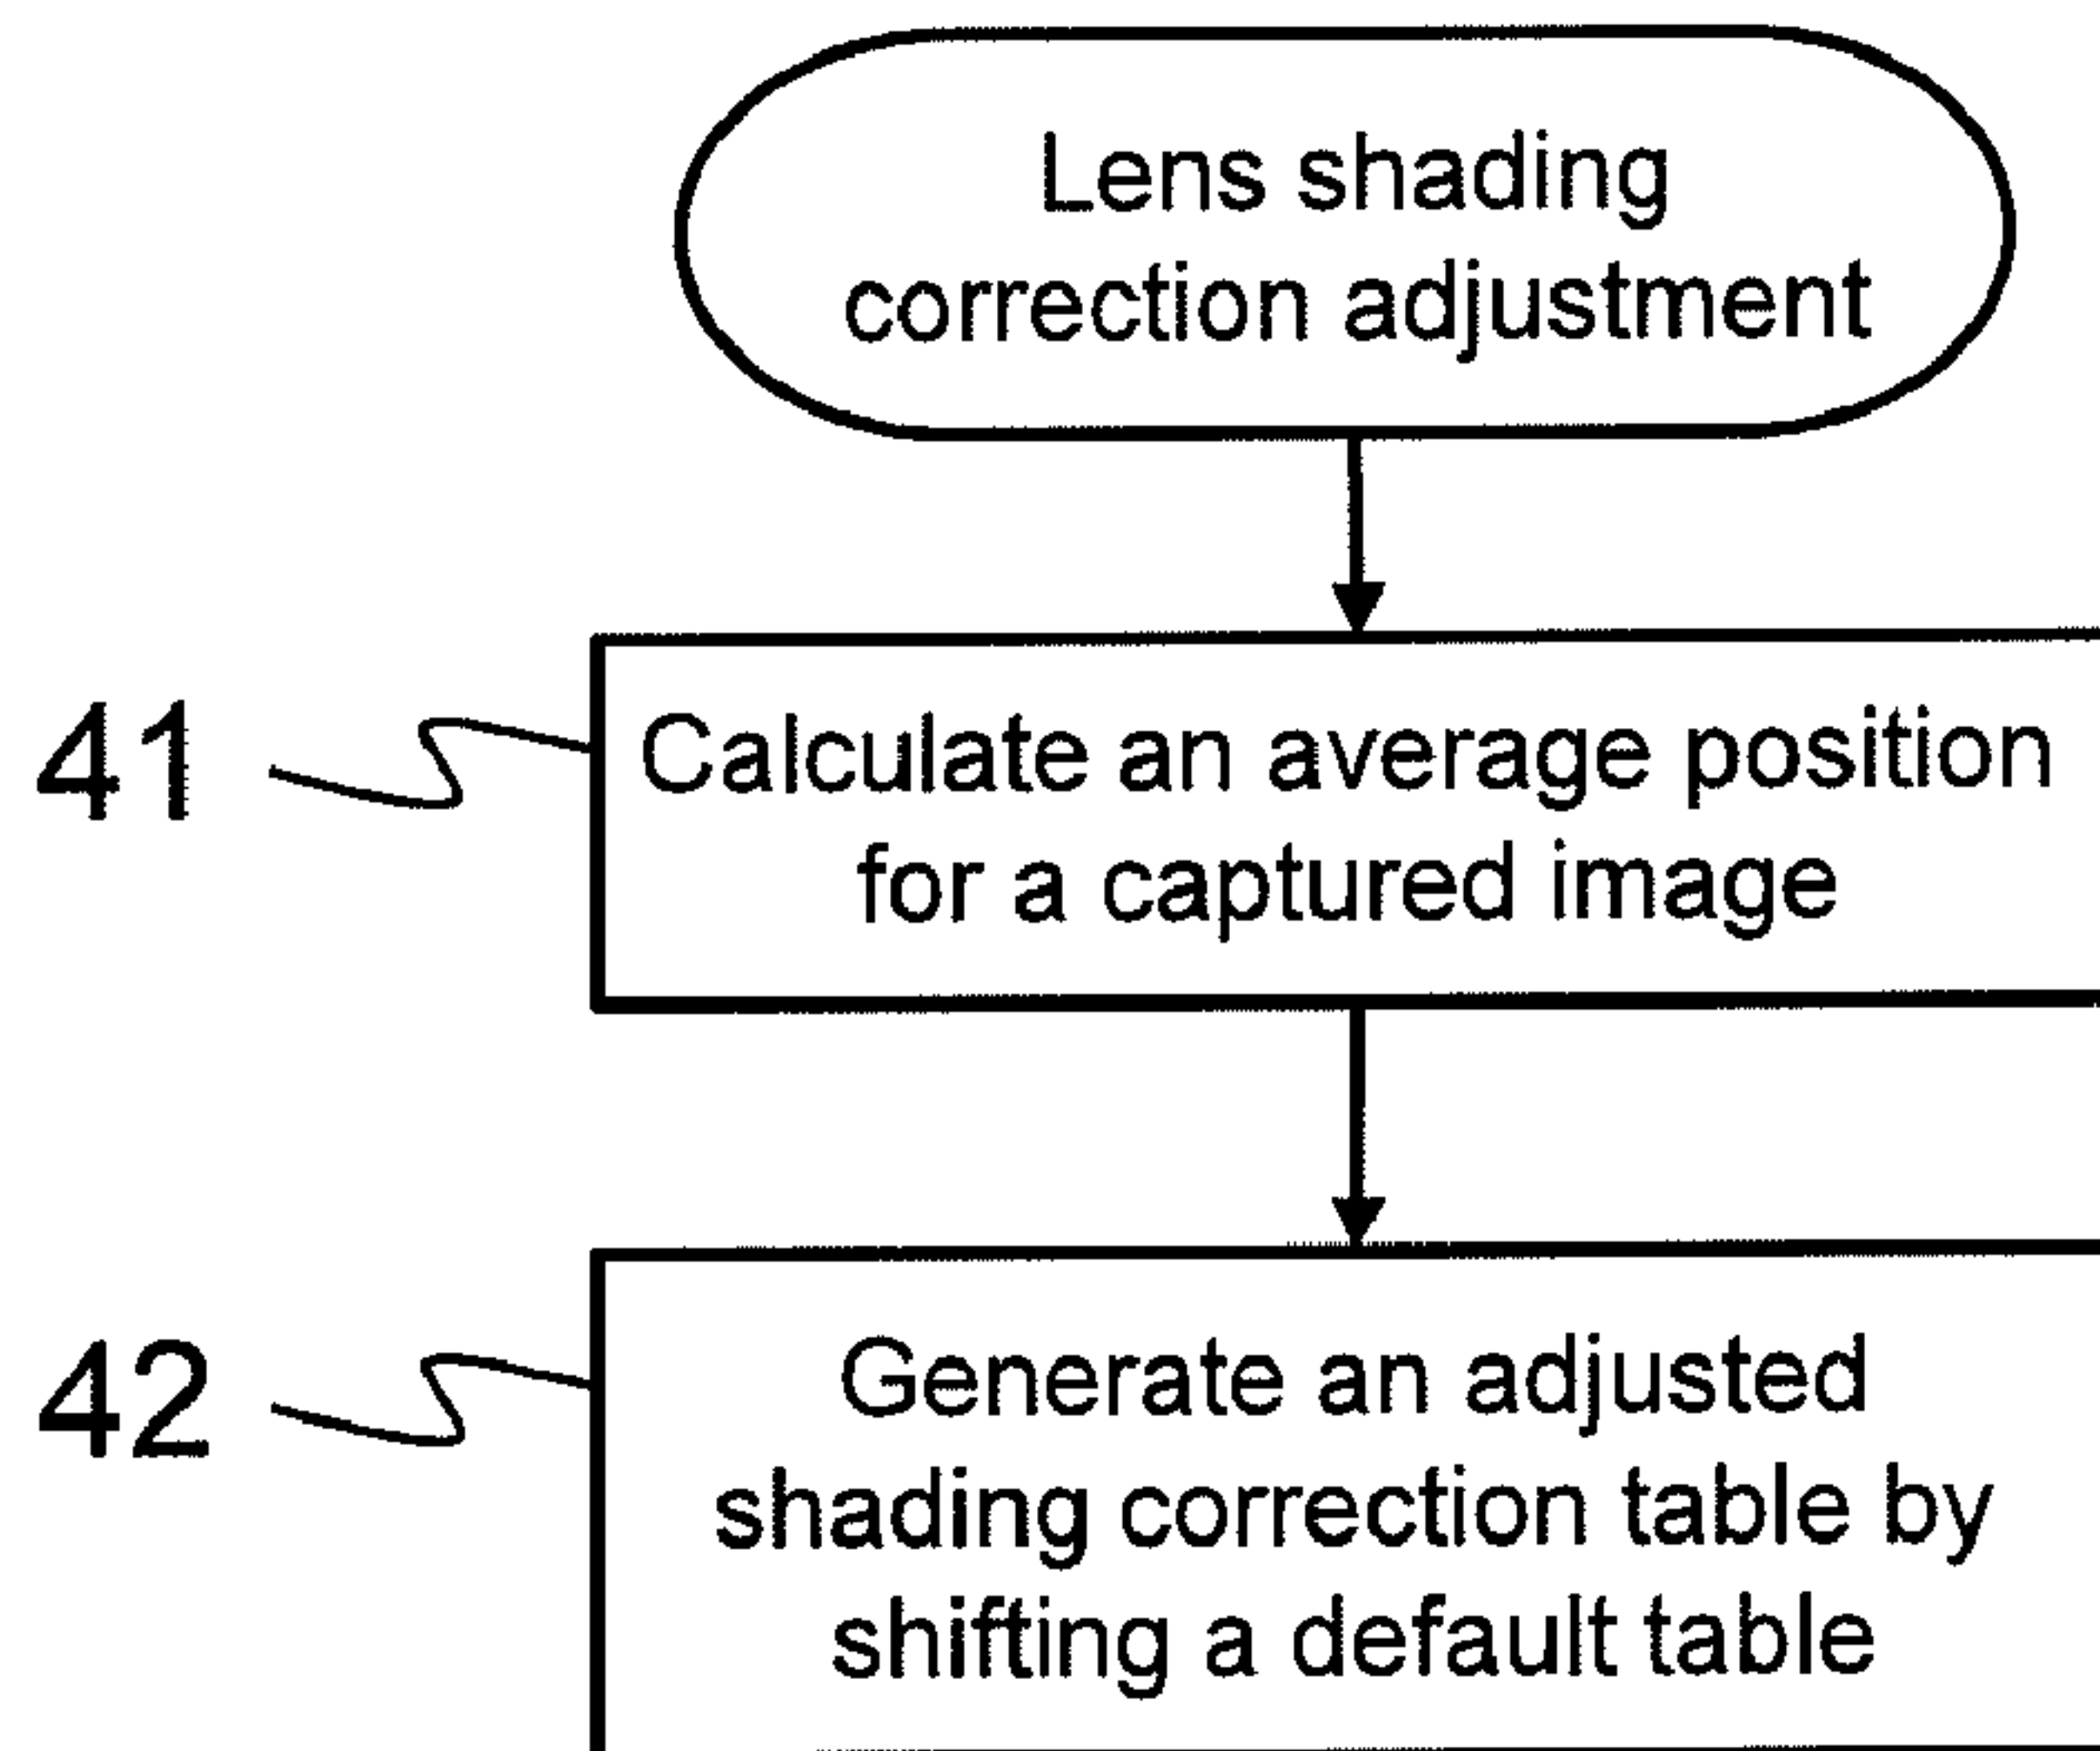 Lens shading
correction adjustment
41
Calculate an average position
for a captured image
42
Generate an adjusted
shading correction table by
shifting a default table